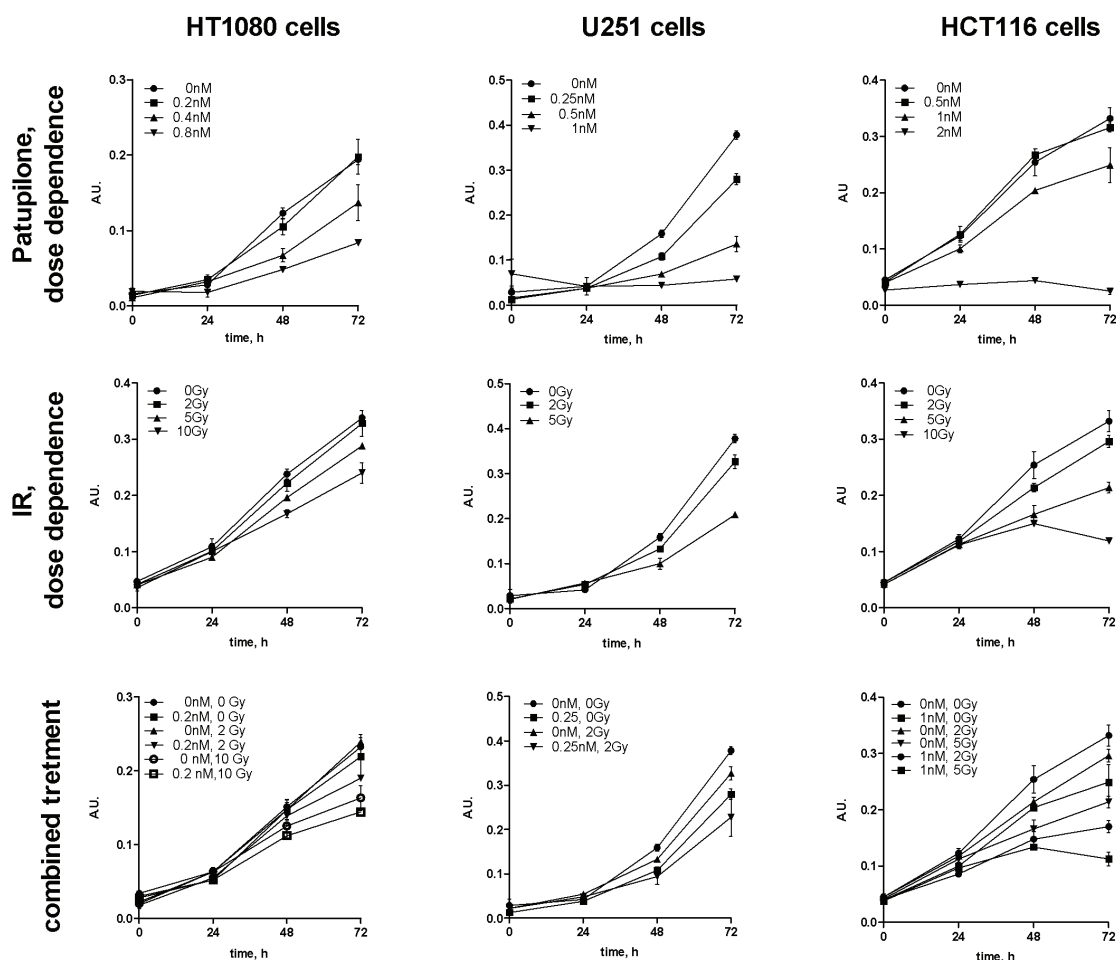 HT1080 cells
U251 cells
HCT116 cells
Patupilone,
dose dependence
0.3
0.2
0.1
0.0
AU.
0nM
0.2nM
0.4nM
0.8nM
0
24
48
72
time, h
0.5
0.4
0.3
0.2
0.1
0.0
AU.
0nM
0.25nM
0.5nM
1nM
0
24
48
72
time, h
0.4
0.3
0.2
0.1
0.0
AU
0nM
0.5nM
1nM
2nM
0
24
48
72
time, h
IR,
dose dependence
0.4
0.3
0.2
0.1
0.0
AU.
0Gy
2Gy
5Gy
10Gy
0
24
48
72
time, h
0.5
0.4
0.3
0.2
0.1
0.0
AU.
0Gy
2Gy
5Gy
0
24
48
72
time, h
0.4
0.3
0.2
0.1
0.0
AU
0Gy
2Gy
5Gy
10Gy
0
24
48
72
time, h
combined tretment
0.3
0.2
0.1
0.0
AU.
0nM, 0 Gy
0.2nM, 0 Gy
0nM, 2 Gy
0.2nM, 2 Gy
0 nM,10 Gy
0.2 nM,10 Gy
0
24
48
72
time, h
0.5
0.4
0.3
0.2
0.1
0.0
AU.
0nM, 0Gy
0.25, 0Gy
0nM, 2Gy
0.25nM, 2Gy
0
24
48
72
time, h
0.4
0.3
0.2
0.1
0.0
AU.
0nM, 0Gy
1nM, 0Gy
0nM, 2Gy
0nM, 5Gy
1nM, 2Gy
1nM, 5Gy
0
24
48
72
time, h